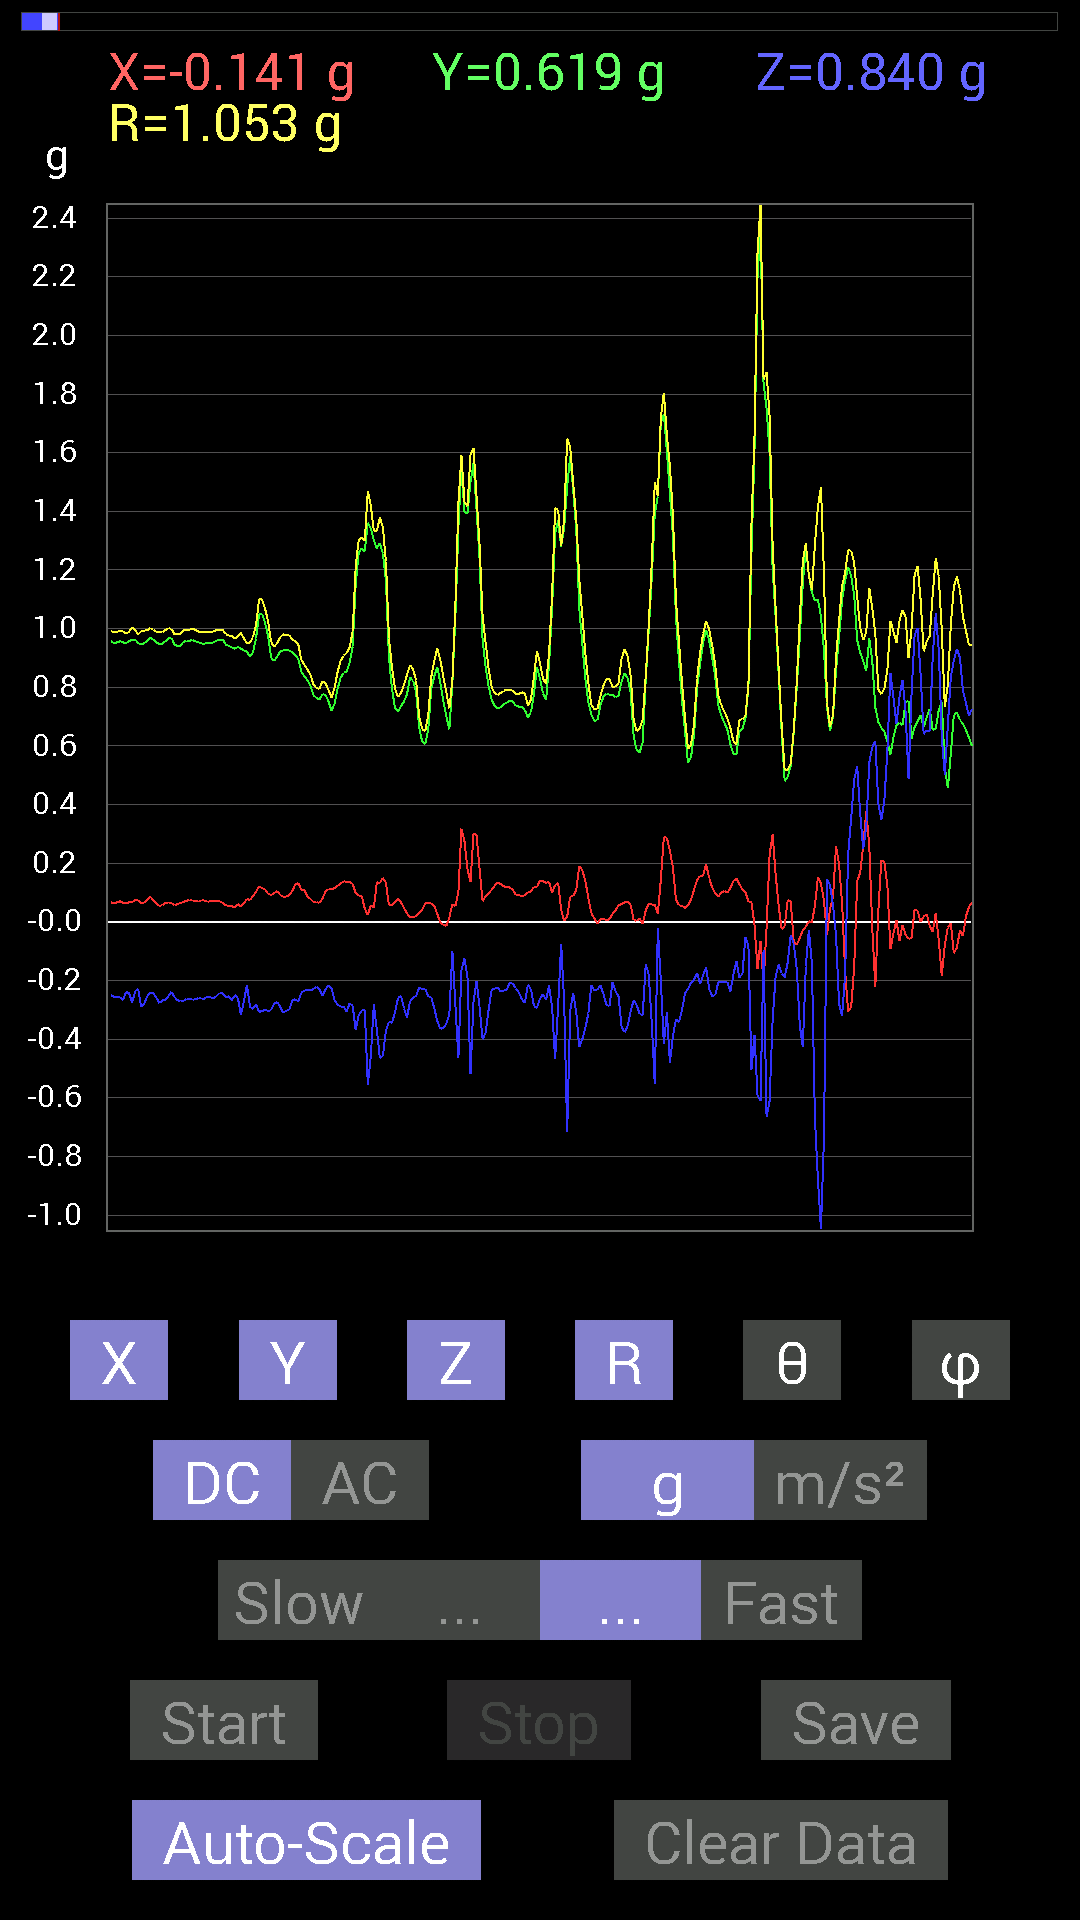 X=-0.141 g Y=0.619 g Z=0.840 g
R=1.053 g
g
2.4
2.2
2.0
1.8
1.6
1.4
1.2
1.0
0.8
0.6
0.4
0.2
-0.0
-0.2
-0.4
-0.6
-0.8
-1.0
X Y Z R θ φ
DC AC g m/s²
Slow ... ... Fast
Start Stop Save
Auto-Scale Clear Data